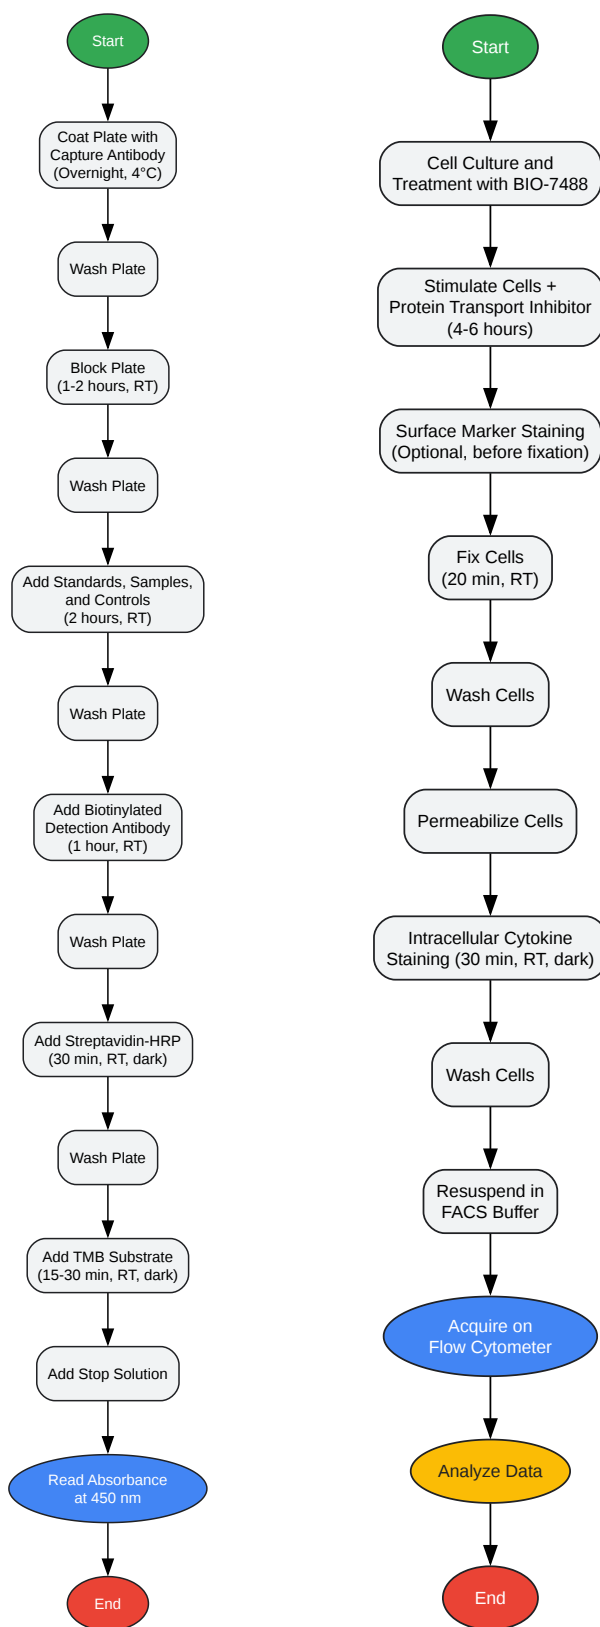 Start
Coat Plate with
Capture Antibody
(Overnight, 4°C)
Wash Plate
Block Plate
(1-2 hours, RT)
Wash Plate
Add Standards, Samples,
and Controls
(2 hours, RT)
Wash Plate
Add Biotinylated
Detection Antibody
(1 hour, RT)
Wash Plate
Add Streptavidin-HRP
(30 min, RT, dark)
Wash Plate
Add TMB Substrate
(15-30 min, RT, dark)
Add Stop Solution
Read Absorbance
at 450 nm
End
Start
Cell Culture and
Treatment with BIO-7488
Stimulate Cells +
Protein Transport Inhibitor
(4-6 hours)
Surface Marker Staining
(Optional, before fixation)
Fix Cells
(20 min, RT)
Wash Cells
Permeabilize Cells
Intracellular Cytokine
Staining (30 min, RT, dark)
Wash Cells
Resuspend in
FACS Buffer
Acquire on
Flow Cytometer
Analyze Data
End